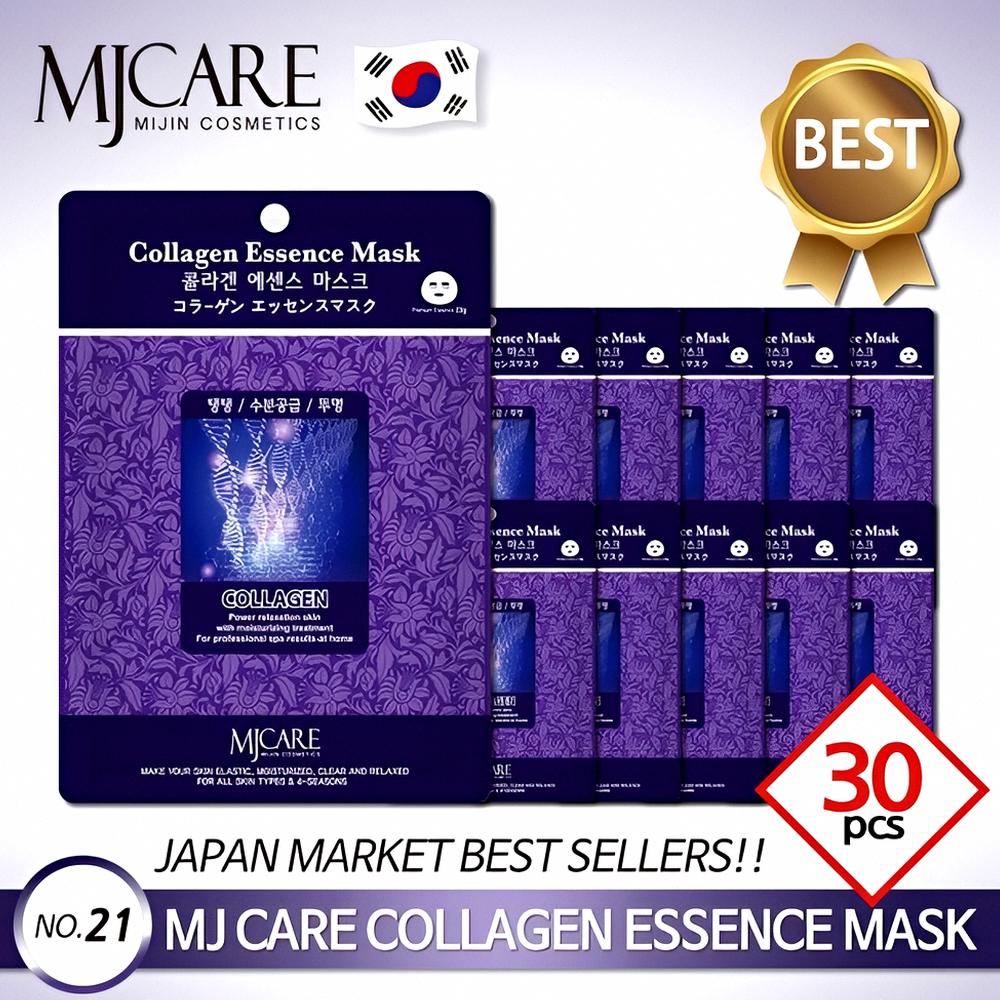 MJCARE
MIJIN COSMETICS
BEST
Collagen Essence Mask
콜라겐 에센스 마스크
コラーゲン エッセンスマスク
탱탱 / 수분공급 / 투명
COLLAGEN
Power relaxation skin
with moisturizing treatment
For professional spa results at home
MJCARE
MIJIN COSMETICS
MAKE YOUR SKIN ELASTIC, MOISTURIZED, CLEAR AND RELAXED
FOR ALL SKIN TYPES & 4-SEASONS
30
pcs
JAPAN MARKET BEST SELLERS!!
NO.21
MJ CARE COLLAGEN ESSENCE MASK